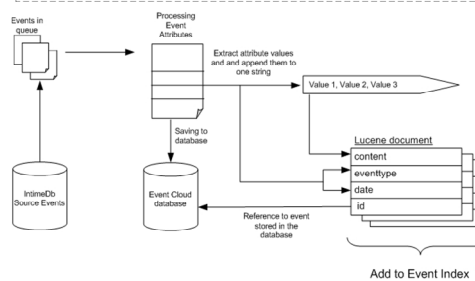 Events in
queue
Processing
Event
Attributes
Extract attribute values
and and append them to
one string
Value 1, Value 2, Value 3
Saving to
database
Lucene document
content
eventtype
date
id
IntimeDb
Source Events
Event Cloud
database
Reference to event
stored in the
database
Add to Event Index